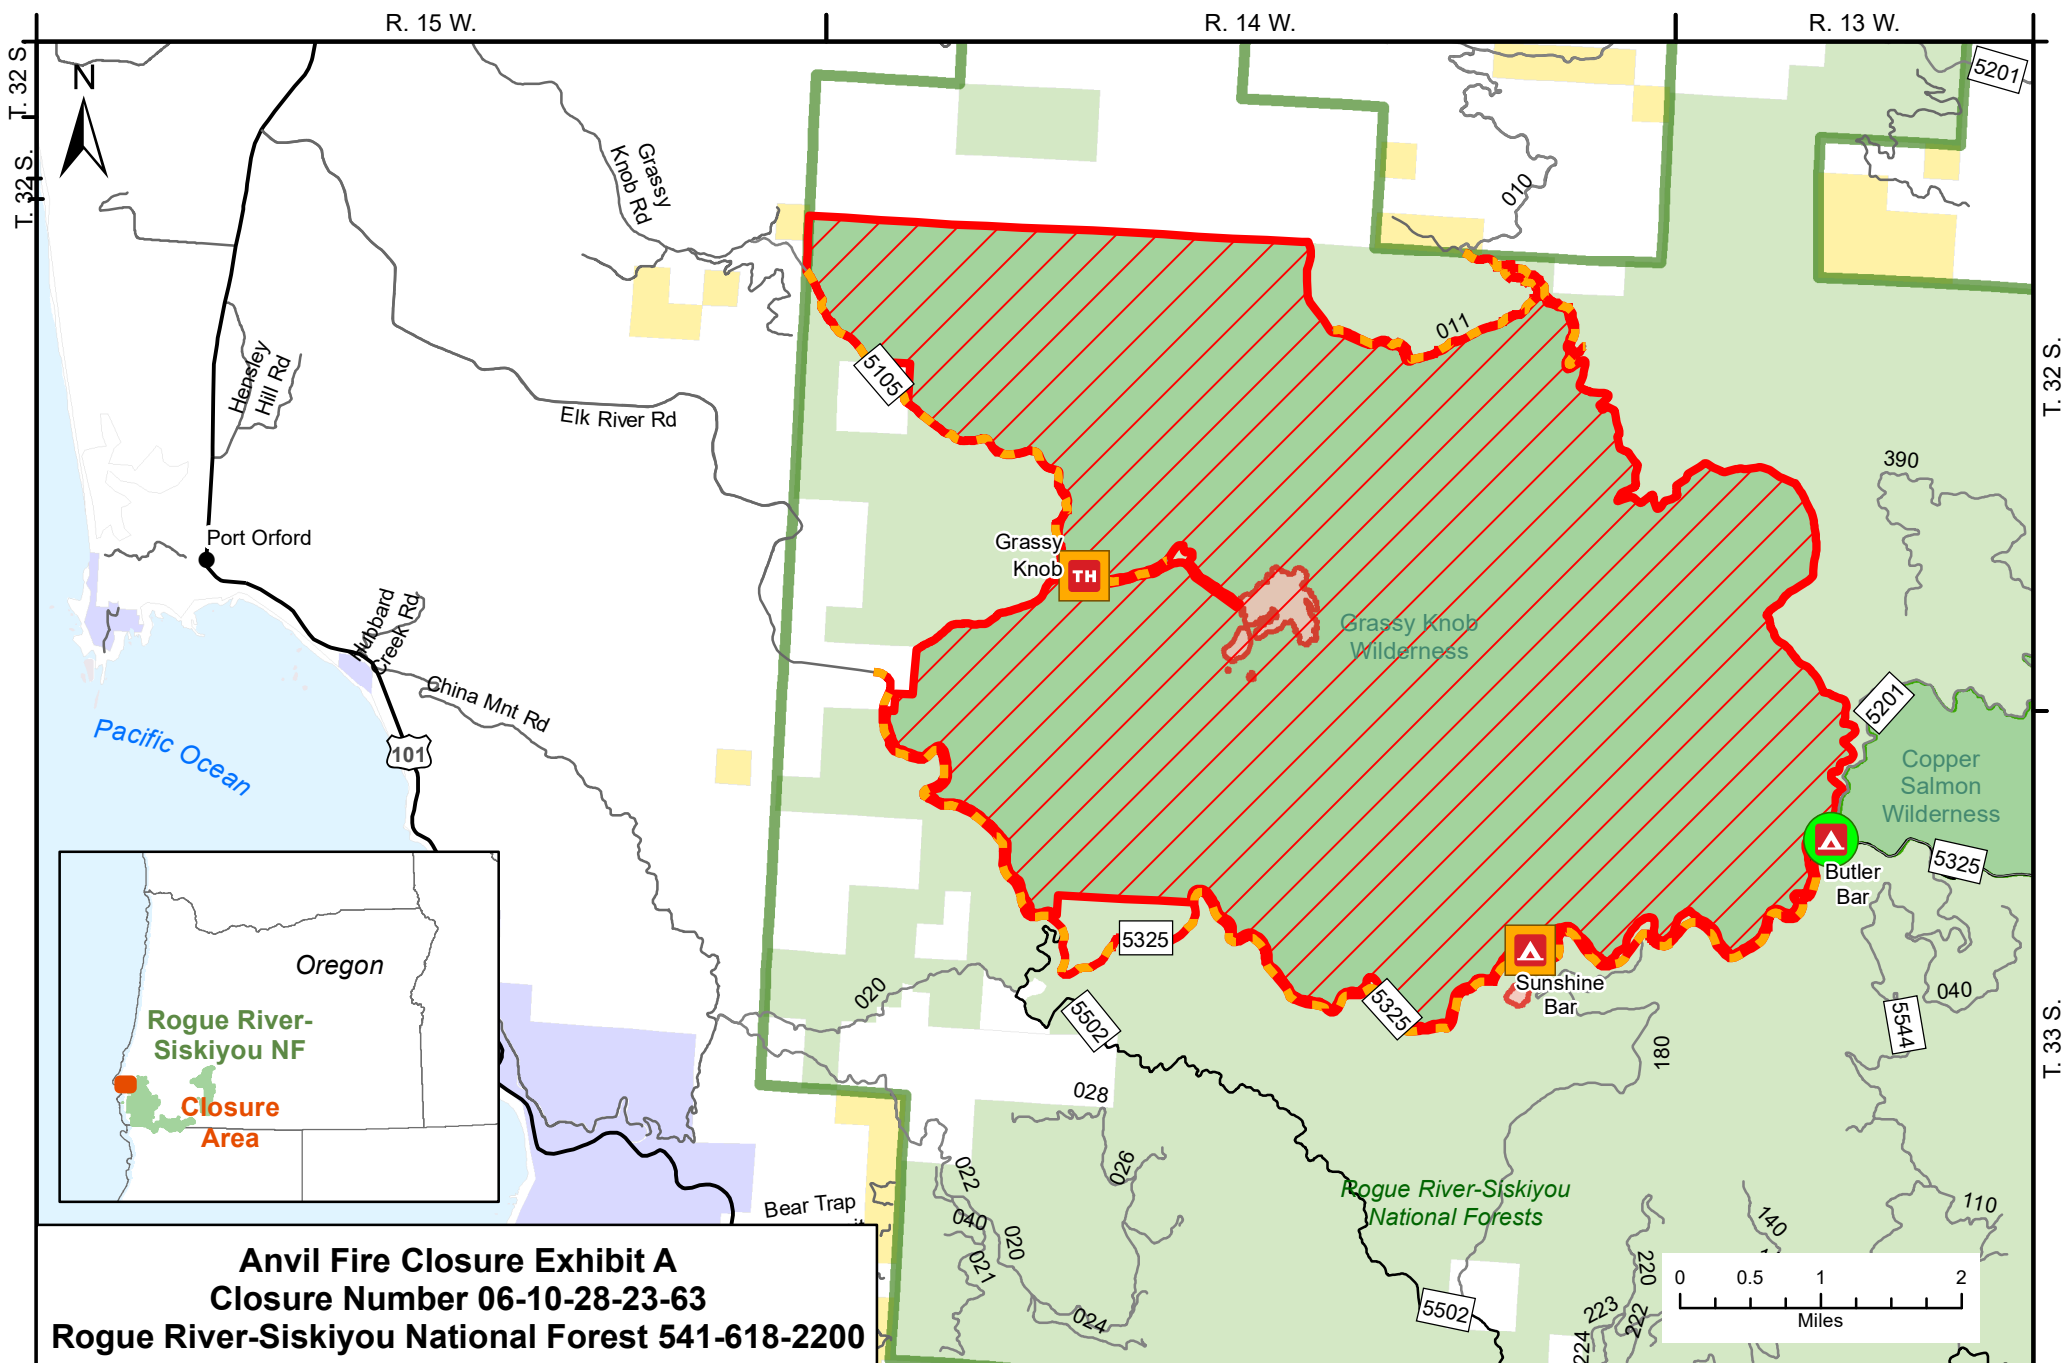 R. 15 W.
R. 14 W.
R. 13 W.
T. 32 S
T. 32 S.
N
5201
Grassy
Knob Rd
010
011
T. 32 S.
Hensley
Hill Rd
5105
Elk River Rd
390
Port Orford
Grassy
Knob
TH
Hubbard
Creek Rd
Grassy Knob
Wilderness
China Mnt Rd
5201
Pacific Ocean
101
Copper
Salmon
Wilderness
5325
Butler
Bar
5325
Oregon
Sunshine
Bar
020
5502
5325
040
5544
180
T. 33 S.
Rogue River-
Siskiyou NF
Closure
Area
028
026
022
Rogue River-Siskiyou
National Forests
Bear Trap
040
020
021
024
110
140
220
223
222
224
5502
0 0.5 1 2
Miles
Anvil Fire Closure Exhibit A
Closure Number 06-10-28-23-63
Rogue River-Siskiyou National Forest 541-618-2200